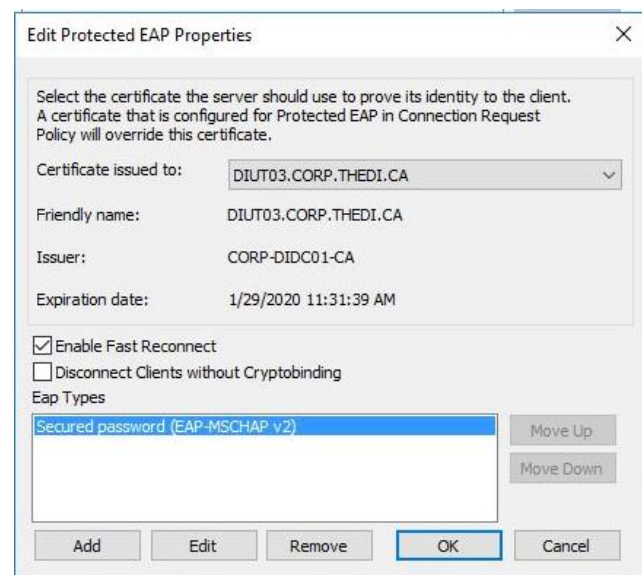 Edit Protected EAP Properties
Select the certificate the server should use to prove its identity to the client.
A certificate that is configured for Protected EAP in Connection Request
Policy will override this certificate.
Certificate issued to: DIUT03.CORP.THEDI.CA
Friendly name: DIUT03.CORP.THEDI.CA
Issuer: CORP-DIDC01-CA
Expiration date: 1/29/2020 11:31:39 AM
Enable Fast Reconnect
Disconnect Clients without Cryptobinding
Eap Types
Secured password (EAP-MSCHAP v2)
Move Up
Move Down
Add Edit Remove OK Cancel